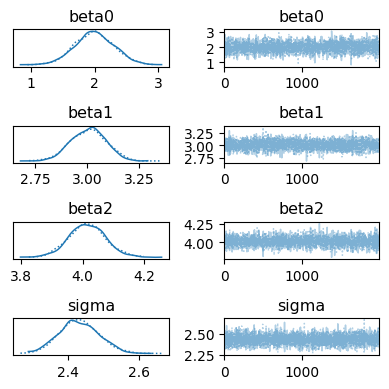 beta0 beta0
3
2
1
1 2 3 0 1000
beta1 beta1
3.25
3.00
2.75
2.75 3.00 3.25 0 1000
beta2 beta2
4.25
4.00
3.8 4.0 4.2 0 1000
sigma sigma
2.50
2.25
2.4 2.6 0 1000